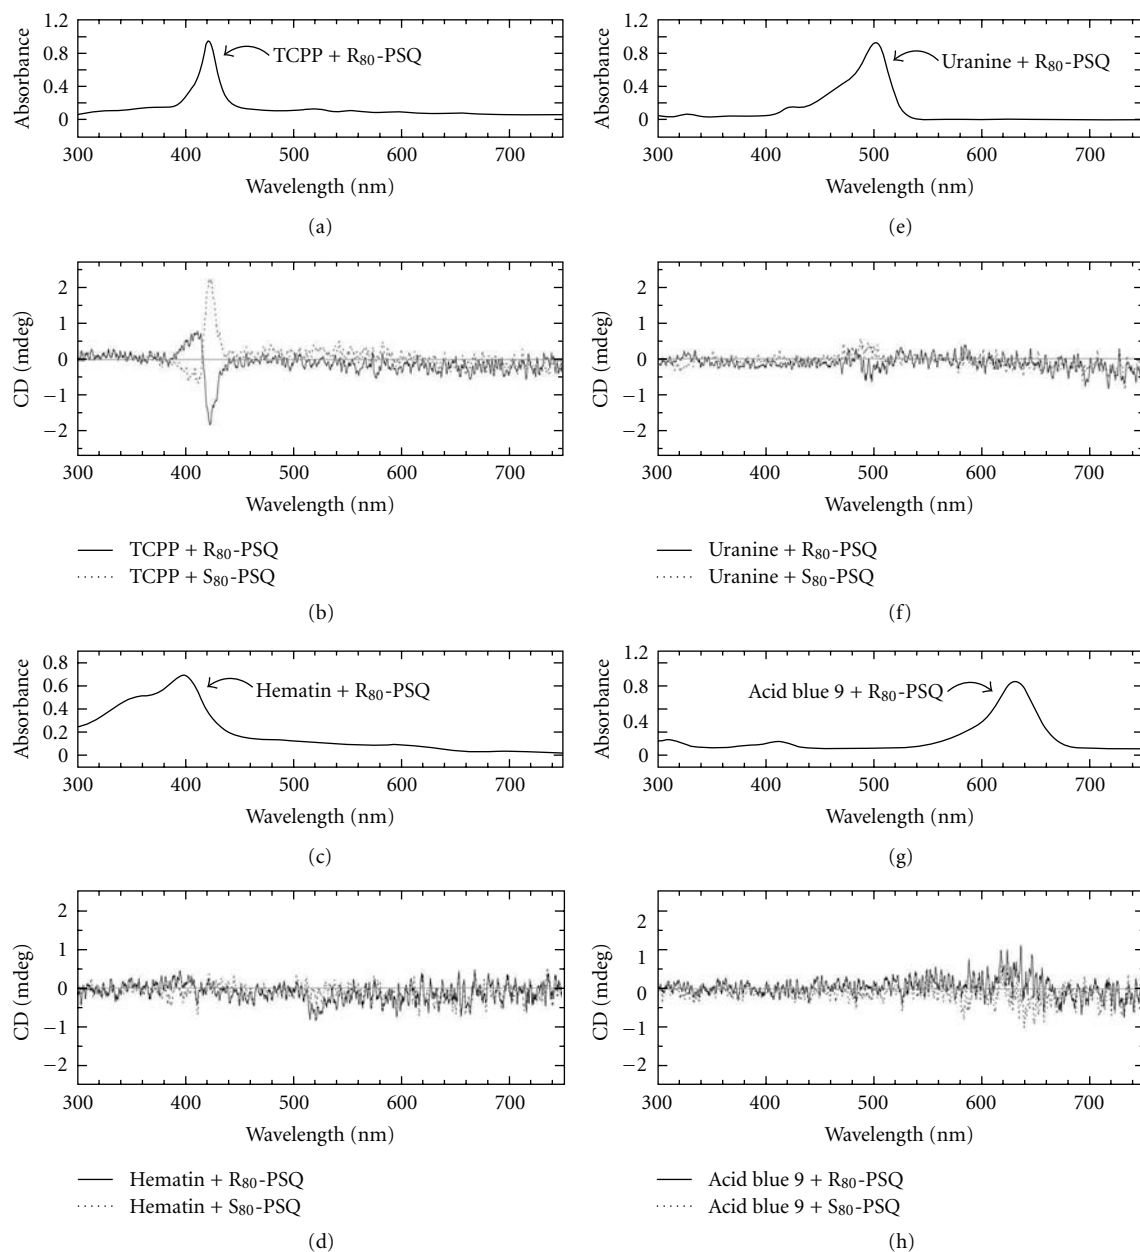 1.2
0.8
0.4
0
Absorbance
TCPP + R₈₀-PSQ
300 400 500 600 700
Wavelength (nm)
(a)
2
1
0
−1
−2
CD (mdeg)
300 400 500 600 700
Wavelength (nm)
TCPP + R₈₀-PSQ
TCPP + S₈₀-PSQ
(b)
0.8
0.6
0.4
0.2
0
Absorbance
Hematin + R₈₀-PSQ
300 400 500 600 700
Wavelength (nm)
(c)
2
1
0
−1
−2
CD (mdeg)
300 400 500 600 700
Wavelength (nm)
Hematin + R₈₀-PSQ
Hematin + S₈₀-PSQ
(d)
1.2
0.8
0.4
0
Absorbance
Uranine + R₈₀-PSQ
300 400 500 600 700
Wavelength (nm)
(e)
2
1
0
−1
−2
CD (mdeg)
300 400 500 600 700
Wavelength (nm)
Uranine + R₈₀-PSQ
Uranine + S₈₀-PSQ
(f)
1.2
0.8
0.4
0
Absorbance
Acid blue 9 + R₈₀-PSQ
300 400 500 600 700
Wavelength (nm)
(g)
2
1
0
−1
−2
CD (mdeg)
300 400 500 600 700
Wavelength (nm)
Acid blue 9 + R₈₀-PSQ
Acid blue 9 + S₈₀-PSQ
(h)